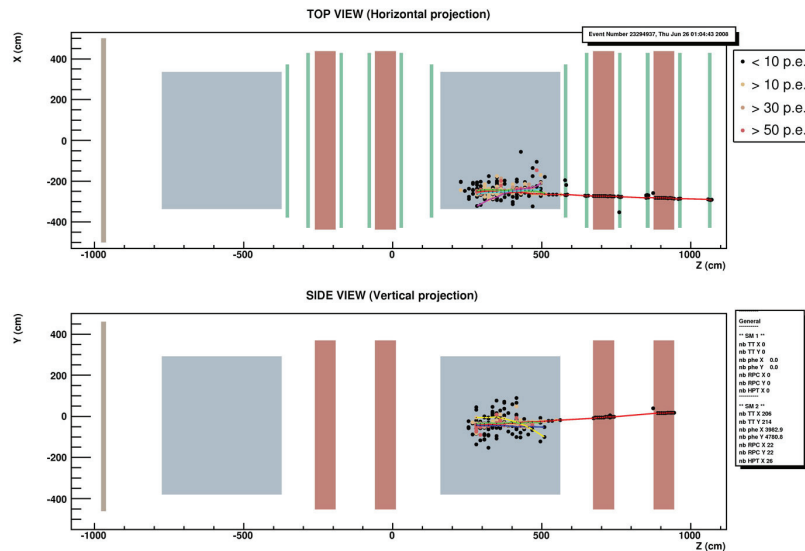 TOP VIEW (Horizontal projection)
Event Number 23294937, Thu Jun 26 01:04:43 2008
X (cm)
400
200
0
-200
-400
-1000
-500
0
500
1000
Z (cm)
< 10 p.e.
> 10 p.e.
> 30 p.e.
> 50 p.e.
SIDE VIEW (Vertical projection)
Y (cm)
400
200
0
-200
-400
-1000
-500
0
500
1000
Z (cm)
General
** SM 1 **
nb TT X 0
nb TT Y 0
nb phe X 0.0
nb phe Y 0.0
nb RPC X 0
nb RPC Y 0
nb HPT X 0
** SM 2 **
nb TT X 206
nb TT Y 214
nb phe X 3982.9
nb phe Y 4780.8
nb RPC X 22
nb RPC Y 22
nb HPT X 26